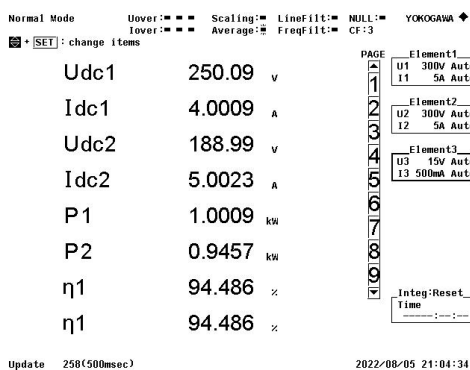 Normal Mode Uover: Scaling: LineFilt: NULL: YOKOGAWA
Iover: Average: FreqFilt: CF:3
+ SET : change items
PAGE
Udc1 250.09 V
Idc1 4.0009 A
Udc2 188.99 V
Idc2 5.0023 A
P1 1.0009 kW
P2 0.9457 kW
η1 94.486 %
η1 94.486 %
1
2
3
4
5
6
7
8
9
Element1
U1 300V Aut
I1 5A Aut
Element2
U2 300V Aut
I2 5A Aut
Element3
U3 15V Aut
I3 500mA Aut
Integ:Reset
Time
-----:--:--
Update 258(500msec) 2022/08/05 21:04:34